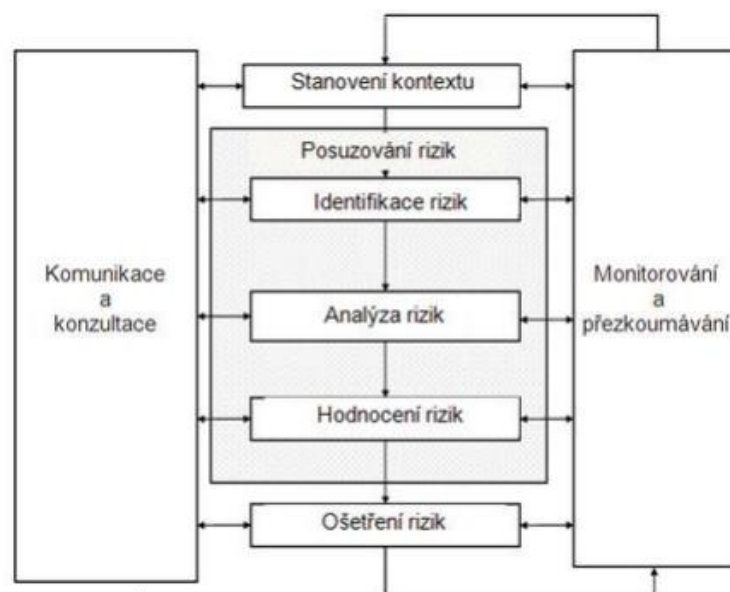 Stanovení kontextu
Posuzování rizik
Identifikace rizik
Komunikace
a
konzultace
Analýza rizik
Monitorování
a
přezkoumávání
Hodnocení rizik
Ošetření rizik